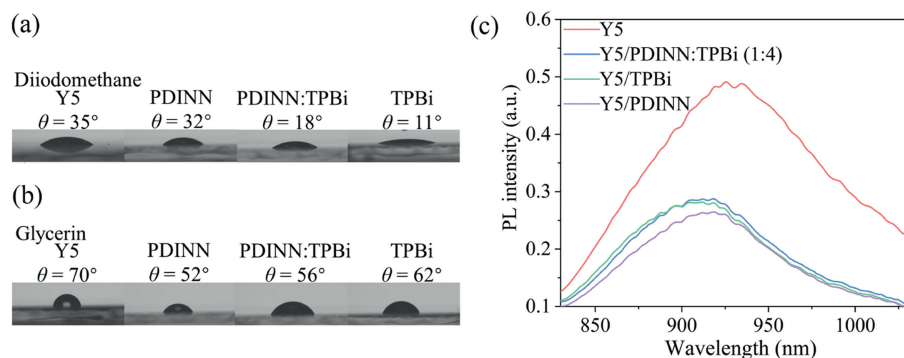 (a)
Diiodomethane
Y5 PDINN PDINN:TPBi TPBi
θ = 35° θ = 32° θ = 18° θ = 11°
(b)
Glycerin
Y5 PDINN PDINN:TPBi TPBi
θ = 70° θ = 52° θ = 56° θ = 62°
(c)
0.6
0.5
0.4
0.3
0.2
0.1
PL intensity (a.u.)
Y5
Y5/PDINN:TPBi (1:4)
Y5/TPBi
Y5/PDINN
850 900 950 1000
Wavelength (nm)